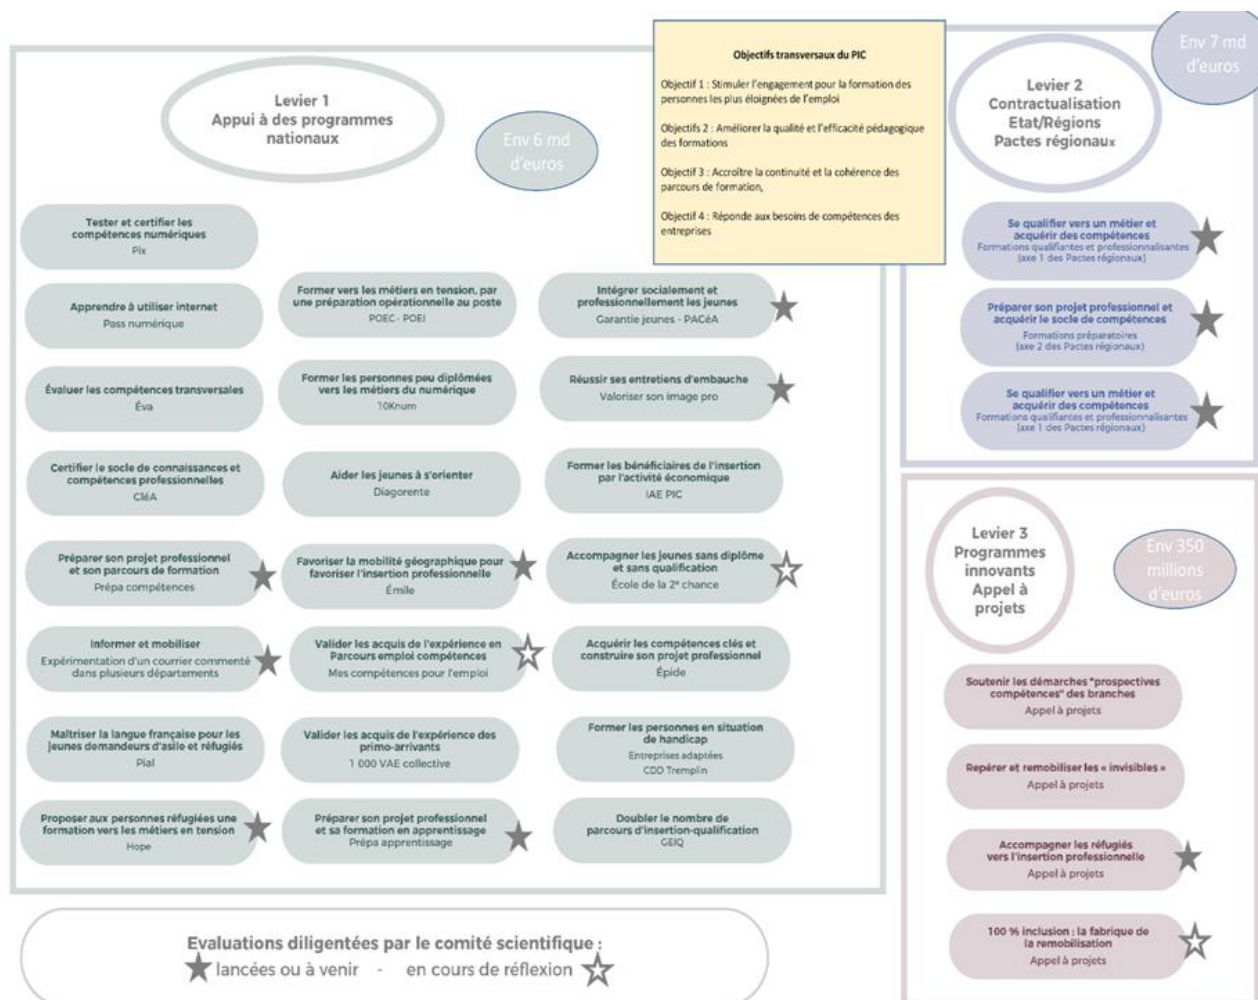 Levier 1
Appui à des programmes
nationaux
Env 6 md
d'euros
Objectifs transversaux du PIC
Objectif 1 : Stimuler l'engagement pour la formation des
personnes les plus éloignées de l'emploi
Objectifs 2 : Améliorer la qualité et l'efficacité pédagogique
des formations
Objectif 3 : Accroître la continuité et la cohérence des
parcours de formation,
Objectif 4 : Réponde aux besoins de compétences des
entreprises
Tester et certifier les
compétences numériques
Pix
Apprendre à utiliser internet
Pass numérique
Évaluer les compétences transversales
Éva
Certifier le socle de connaissances et
compétences professionnelles
CléA
Préparer son projet professionnel
et son parcours de formation
Prépa compétences
Informer et mobiliser
Expérimentation d'un courrier commenté
dans plusieurs départements
Maîtriser la langue française pour les
jeunes demandeurs d'asile et réfugiés
Pial
Proposer aux personnes réfugiées une
formation vers les métiers en tension
Hope
Former vers les métiers en tension, par
une préparation opérationnelle au poste
POEC - POEI
Former les personnes peu diplômées
vers les métiers du numérique
10Knum
Aider les jeunes à s'orienter
Diagorente
Favoriser la mobilité géographique pour
favoriser l'insertion professionnelle
Émile
Valider les acquis de l'expérience en
Parcours emploi compétences
Mes compétences pour l'emploi
Valider les acquis de l'expérience des
primo-arrivants
1 000 VAE collective
Préparer son projet professionnel
et sa formation en apprentissage
Prépa apprentissage
Intégrer socialement et
professionnellement les jeunes
Garantie jeunes - PACéA
Réussir ses entretiens d'embauche
Valoriser son image pro
Former les bénéficiaires de l'insertion
par l'activité économique
IAE PIC
Accompagner les jeunes sans diplôme
et sans qualification
École de la 2e chance
Acquérir les compétences clés et
construire son projet professionnel
Épide
Former les personnes en situation
de handicap
Entreprises adaptées
CDD Tremplin
Doubler le nombre de
parcours d'insertion-qualification
GEIQ
Levier 2
Contractualisation
Etat/Régions
Pactes régionaux
Env 7 md
d'euros
Se qualifier vers un métier et
acquérir des compétences
Formations qualifiantes et professionnalisantes
(axe 1 des Pactes régionaux)
Préparer son projet professionnel et
acquérir le socle de compétences
Formations préparatoires
(axe 2 des Pactes régionaux)
Se qualifier vers un métier et
acquérir des compétences
Formations qualifiantes et professionnalisantes
(axe 1 des Pactes régionaux)
Levier 3
Programmes
innovants
Appel à
projets
Env 350
millions
d'euros
Soutenir les démarches "prospectives
compétences" des branches
Appel à projets
Repérer et remobiliser les « invisibles »
Appel à projets
Accompagner les réfugiés
vers l'insertion professionnelle
Appel à projets
100 % inclusion : la fabrique de
la remobilisation
Appel à projets
Evaluations diligentées par le comité scientifique :
lancées ou à venir - en cours de réflexion